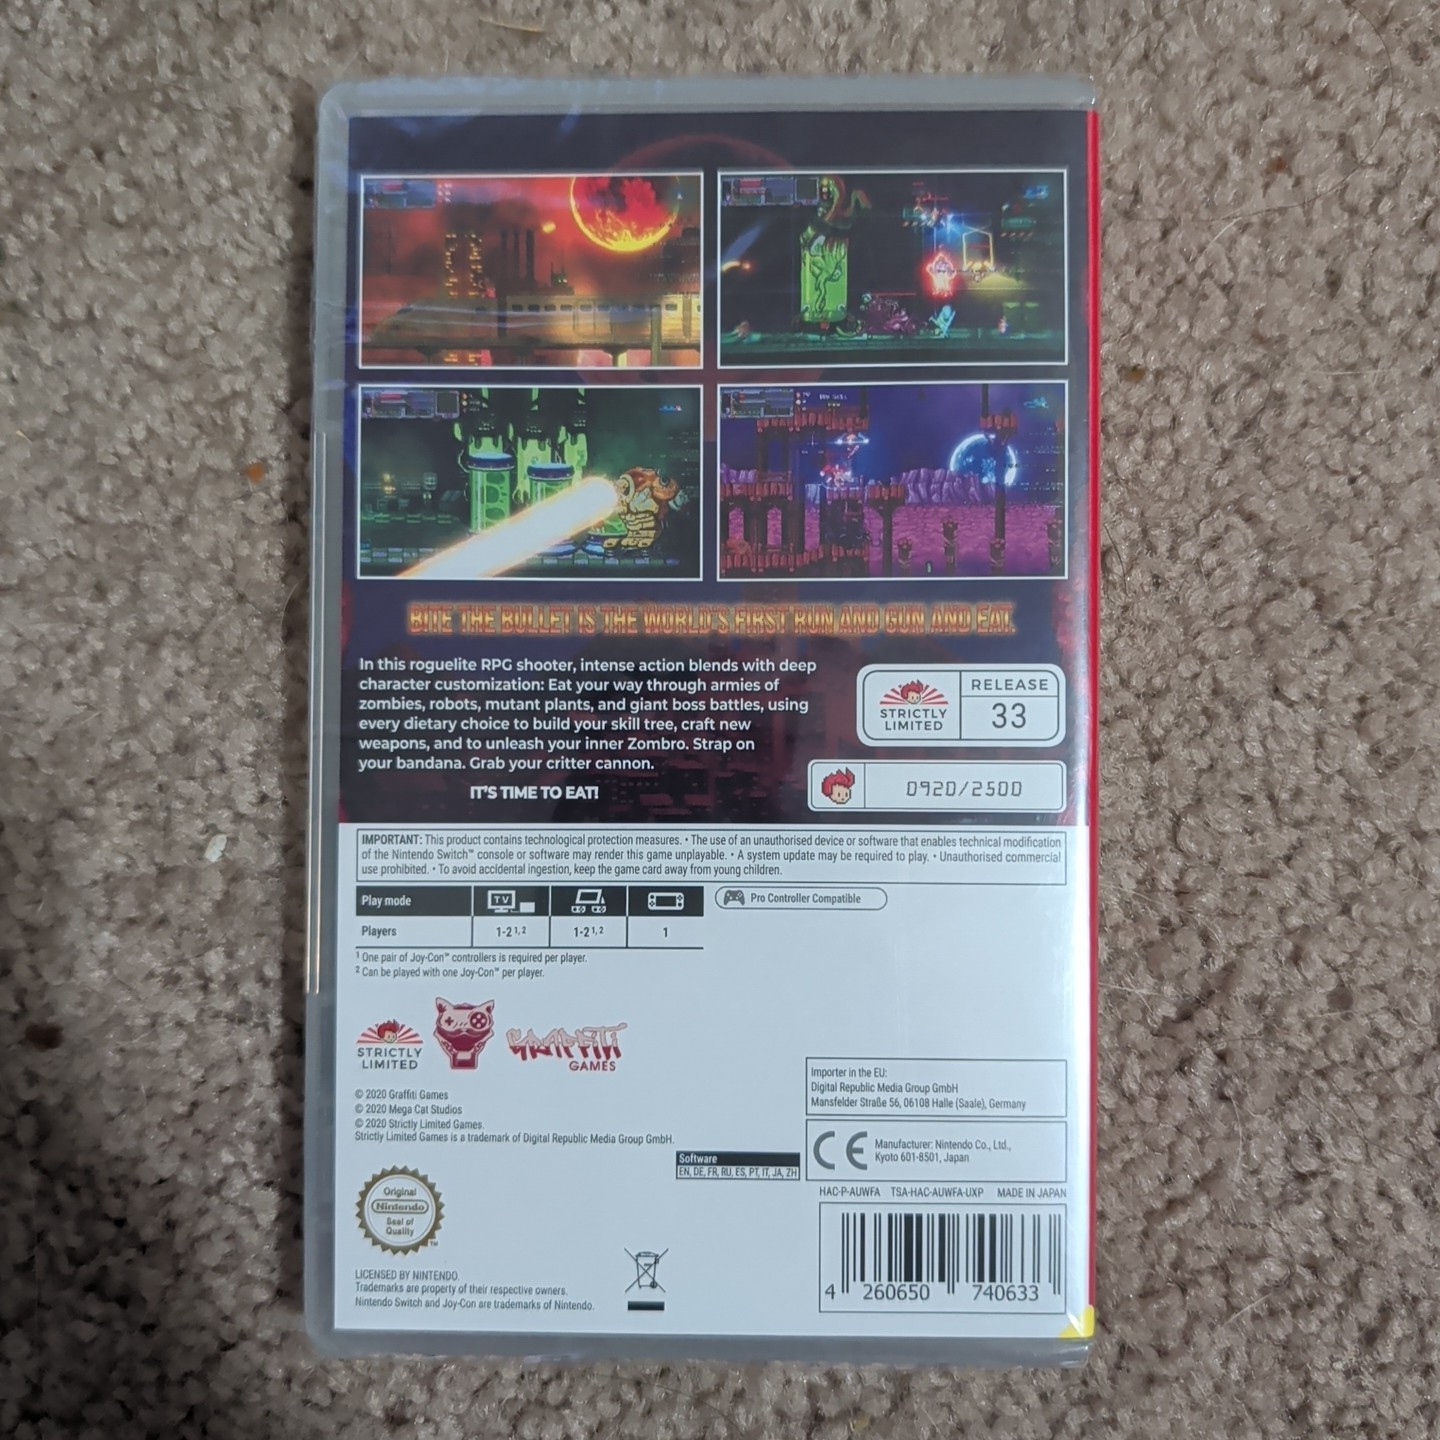 BITE THE BULLET IS THE WORLD'S FIRST RUN AND GUN AND EAT.
In this roguelite RPG shooter, intense action blends with deep
character customization: Eat your way through armies of
zombies, robots, mutant plants, and giant boss battles, using
every dietary choice to build your skill tree, craft new
weapons, and to unleash your inner Zombro. Strap on
your bandana. Grab your critter cannon.
IT'S TIME TO EAT!
STRICTLY
LIMITED
RELEASE
33
0920/2500
IMPORTANT: This product contains technological protection measures. • The use of an unauthorised device or software that enables technical modification
of the Nintendo Switch™ console or software may render this game unplayable. • A system update may be required to play. • Unauthorised commercial
use prohibited. • To avoid accidental ingestion, keep the game card away from young children.
Play mode
TV
Pro Controller Compatible
Players
1-2 1,2
1-2 1,2
1
1 One pair of Joy-Con™ controllers is required per player.
2 Can be played with one Joy-Con™ per player.
STRICTLY
LIMITED
GRAFFITI
GAMES
© 2020 Graffiti Games
© 2020 Mega Cat Studios
© 2020 Strictly Limited Games.
Strictly Limited Games is a trademark of Digital Republic Media Group GmbH.
Importer in the EU:
Digital Republic Media Group GmbH
Mansfelder Straße 56, 06108 Halle (Saale), Germany
Software
EN, DE, FR, RU, ES, PT, IT, JA, ZH
CE
Manufacturer: Nintendo Co., Ltd.,
Kyoto 601-8501, Japan
HAC-P-AUWFA TSA-HAC-AUWFA-UXP MADE IN JAPAN
Original
Nintendo
Seal of
Quality
™
LICENSED BY NINTENDO.
Trademarks are property of their respective owners.
Nintendo Switch and Joy-Con are trademarks of Nintendo.
4 260650 740633